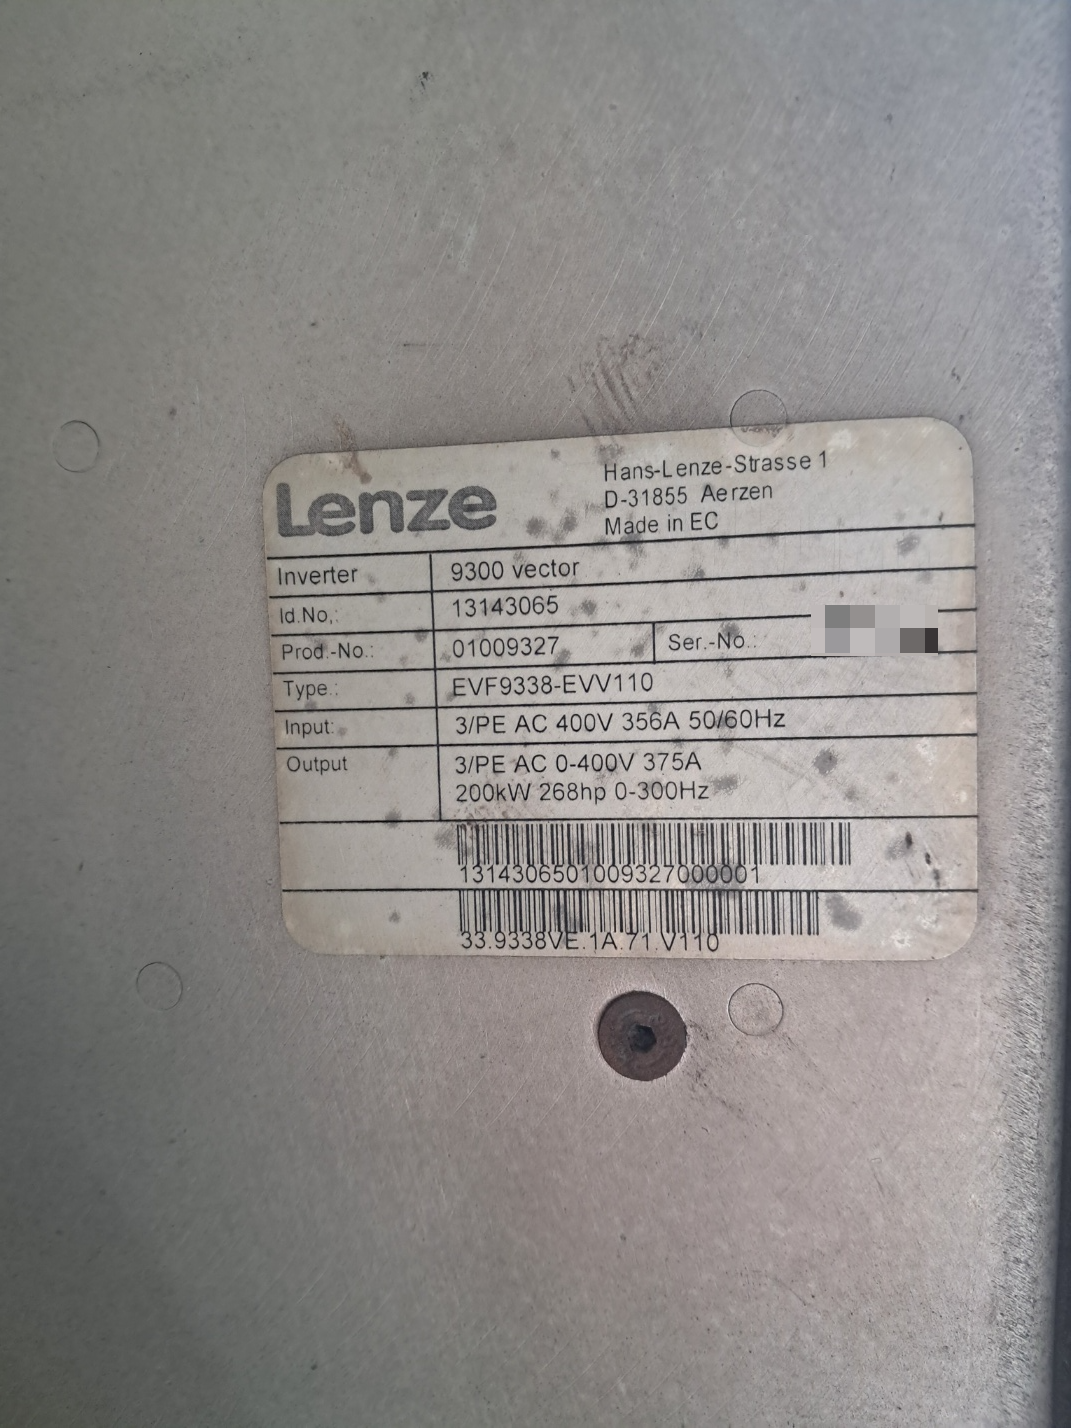 Lenze
Hans-Lenze-Strasse 1
D-31855 Aerzen
Made in EC
Inverter 9300 vector
Id.No,: 13143065
Prod.-No.: 01009327 Ser.-No.:
Type.: EVF9338-EVV110
Input: 3/PE AC 400V 356A 50/60Hz
Output 3/PE AC 0-400V 375A
200kW 268hp 0-300Hz
1314306501009327000001
33.9338VE.1A.71.V110